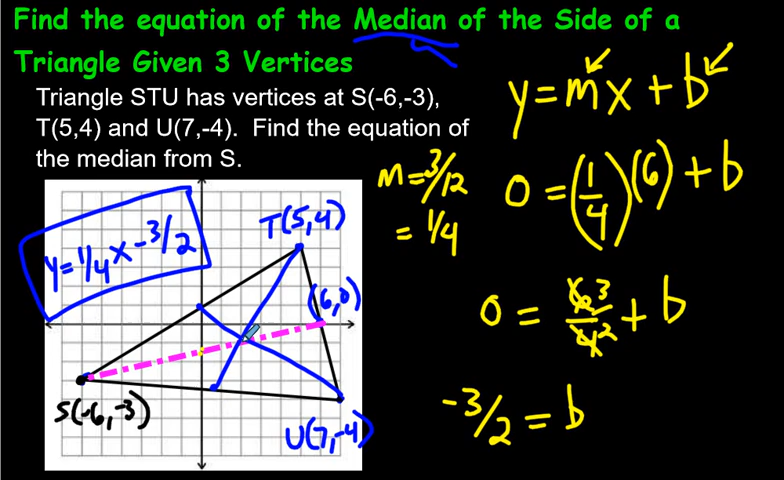 Find the equation of the Median of the Side of a
Triangle Given 3 Vertices
Triangle STU has vertices at S(-6,-3),
T(5,4) and U(7,-4). Find the equation of
the median from S.
y=mx+b
m=3/12
=1/4
0=(1/4)(6)+b
0=6 3/4 2+b
-3/2=b
y=1/4x-3/2
T(5,4)
(6,0)
S(-6,-3)
U(7,-4)